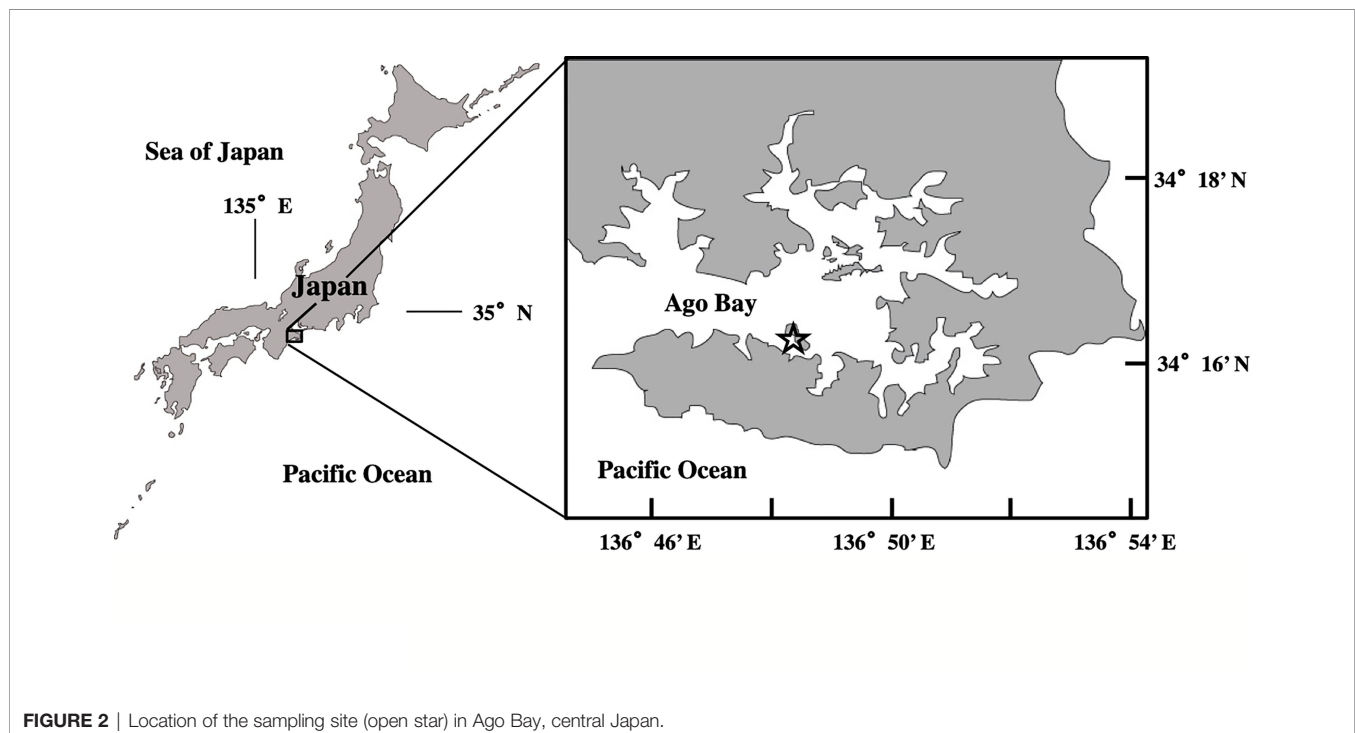 Sea of Japan
135° E
Japan
35° N
Pacific Ocean
Ago Bay
Pacific Ocean
34° 18’ N
34° 16’ N
136° 46’ E
136° 50’ E
136° 54’ E
FIGURE 2 | Location of the sampling site (open star) in Ago Bay, central Japan.